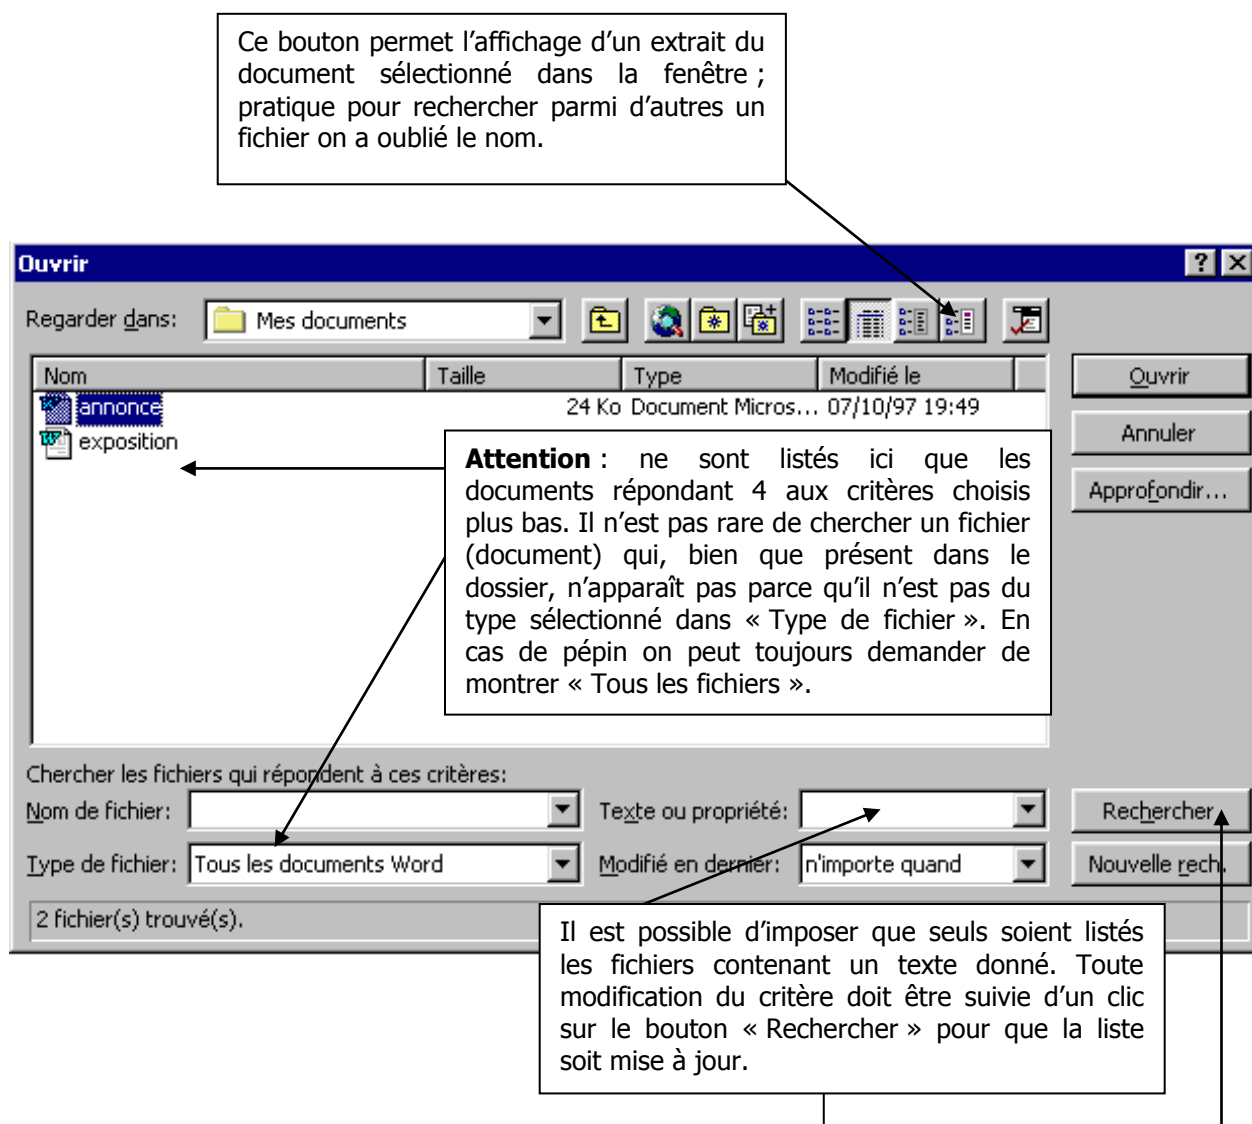 Ce bouton permet l’affichage d’un extrait du
document sélectionné dans la fenêtre ;
pratique pour rechercher parmi d’autres un
fichier on a oublié le nom.
Ouvrir
Regarder dans: Mes documents
Nom Taille Type Modifié le
annonce 24 Ko Document Micros... 07/10/97 19:49
exposition
Ouvrir
Annuler
Approfondir...
Attention : ne sont listés ici que les
documents répondant 4 aux critères choisis
plus bas. Il n’est pas rare de chercher un fichier
(document) qui, bien que présent dans le
dossier, n’apparaît pas parce qu’il n’est pas du
type sélectionné dans « Type de fichier ». En
cas de pépin on peut toujours demander de
montrer « Tous les fichiers ».
Chercher les fichiers qui répondent à ces critères:
Nom de fichier: Texte ou propriété: Rechercher
Type de fichier: Tous les documents Word Modifié en dernier: n'importe quand Nouvelle rech.
2 fichier(s) trouvé(s).
Il est possible d’imposer que seuls soient listés
les fichiers contenant un texte donné. Toute
modification du critère doit être suivie d’un clic
sur le bouton « Rechercher » pour que la liste
soit mise à jour.